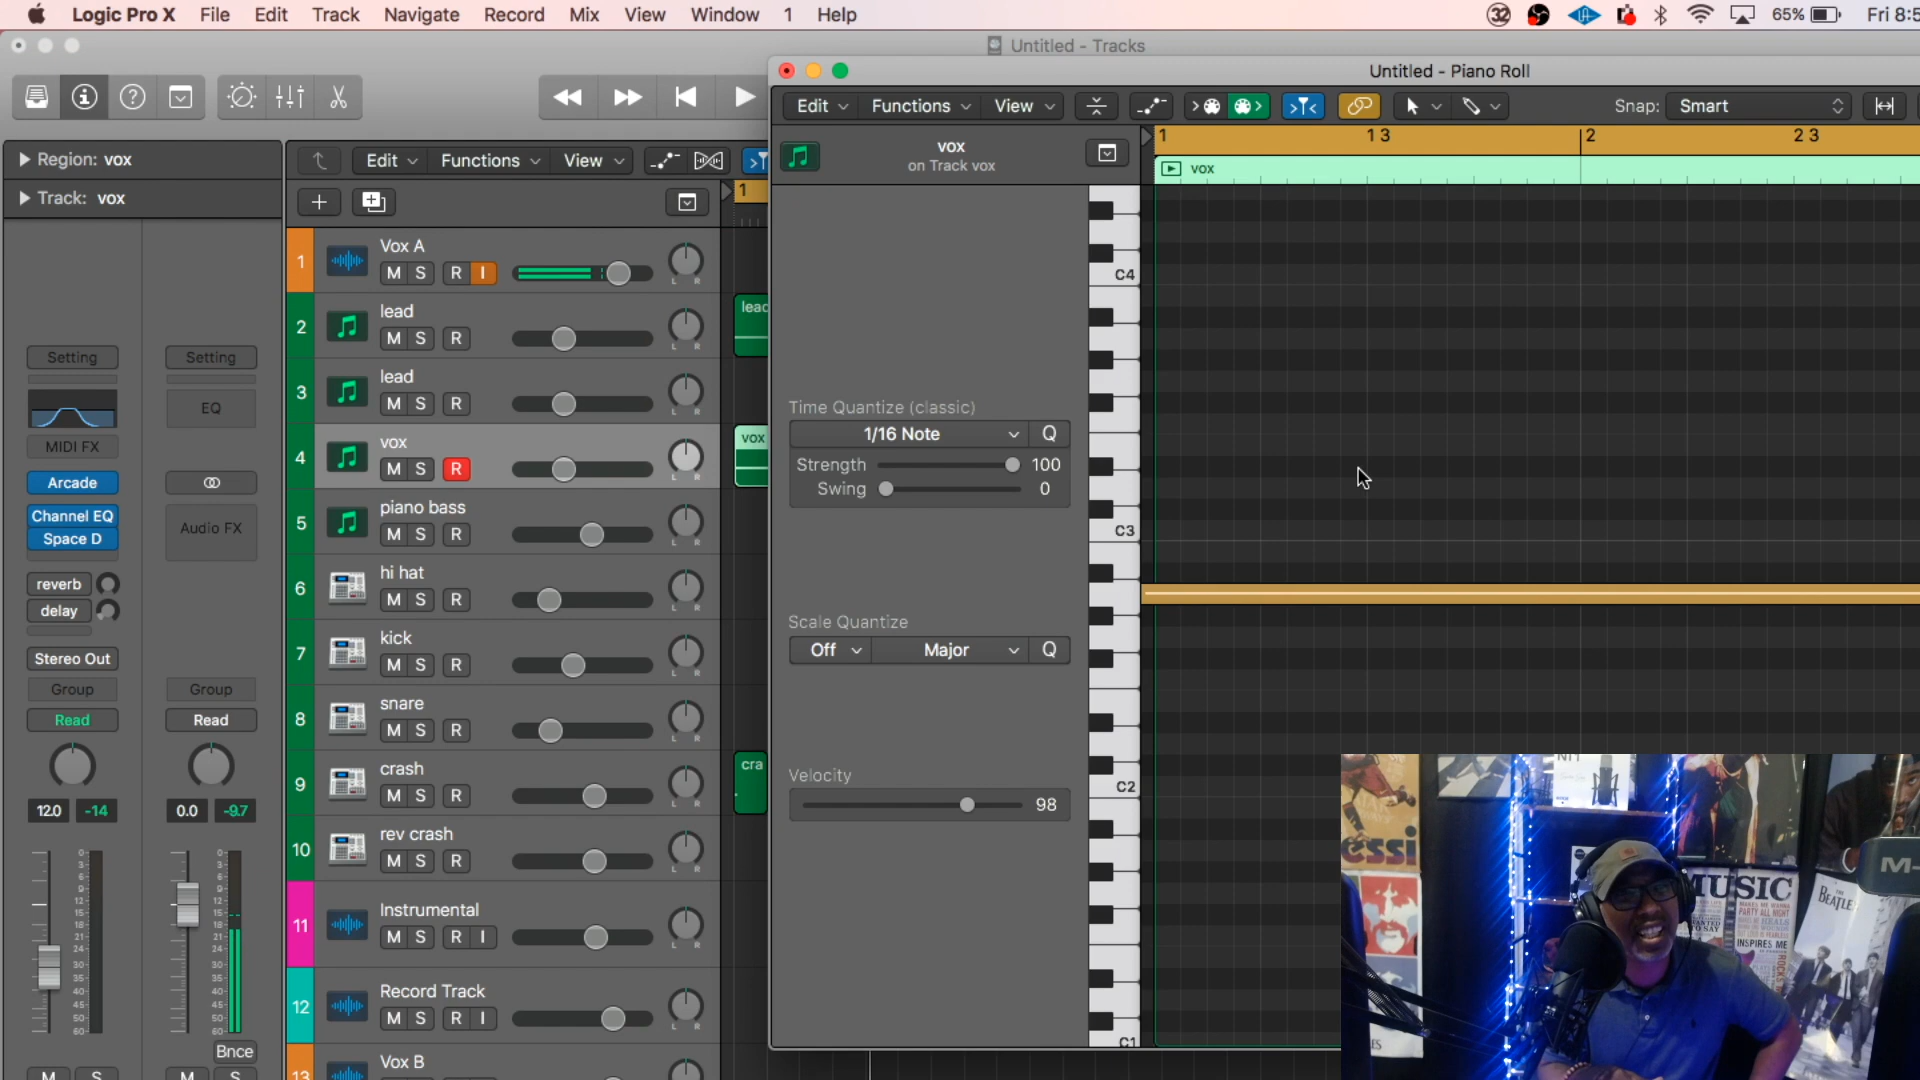 Logic Pro X File Edit Track Navigate Record Mix View Window 1 Help
32 65% Fri 8:5
Untitled - Tracks
Untitled - Piano Roll
Edit Functions View Snap: Smart
Region: vox
Track: vox
Edit Functions View
1
vox
on Track vox
1 1 3 2 2 3
vox
Setting Setting
EQ
MIDI FX
Arcade
Channel EQ
Space D
Audio FX
reverb
delay
Stereo Out
Group Group
Read Read
12.0 -14 0.0 -9.7
Bnce
M S M S
1 Vox A
M S R I
2 lead
M S R
3 lead
M S R
4 vox
M S R
5 piano bass
M S R
6 hi hat
M S R
7 kick
M S R
8 snare
M S R
9 crash
M S R
10 rev crash
M S R
11 Instrumental
M S R I
12 Record Track
M S R I
13 Vox B
lead
vox
cra
Time Quantize (classic)
1/16 Note Q
Strength 100
Swing 0
Scale Quantize
Off Major Q
Velocity
98
C4
C3
C2
C1
MUSIC
INSPIRES ME
THE
BEATLES
M-